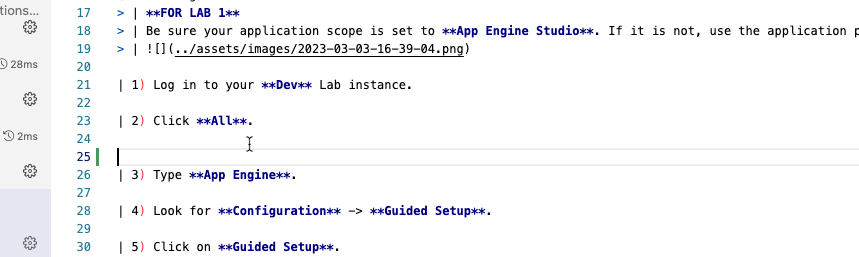 tions...
28ms
2ms
17 > | **FOR LAB 1**
18 > | Be sure your application scope is set to **App Engine Studio**. If it is not, use the application p
19 > | ![](../assets/images/2023-03-03-16-39-04.png)
20
21 | 1) Log in to your **Dev** Lab instance.
22
23 | 2) Click **All**.
24
25
26 | 3) Type **App Engine**.
27
28 | 4) Look for **Configuration** -> **Guided Setup**.
29
30 | 5) Click on **Guided Setup**.